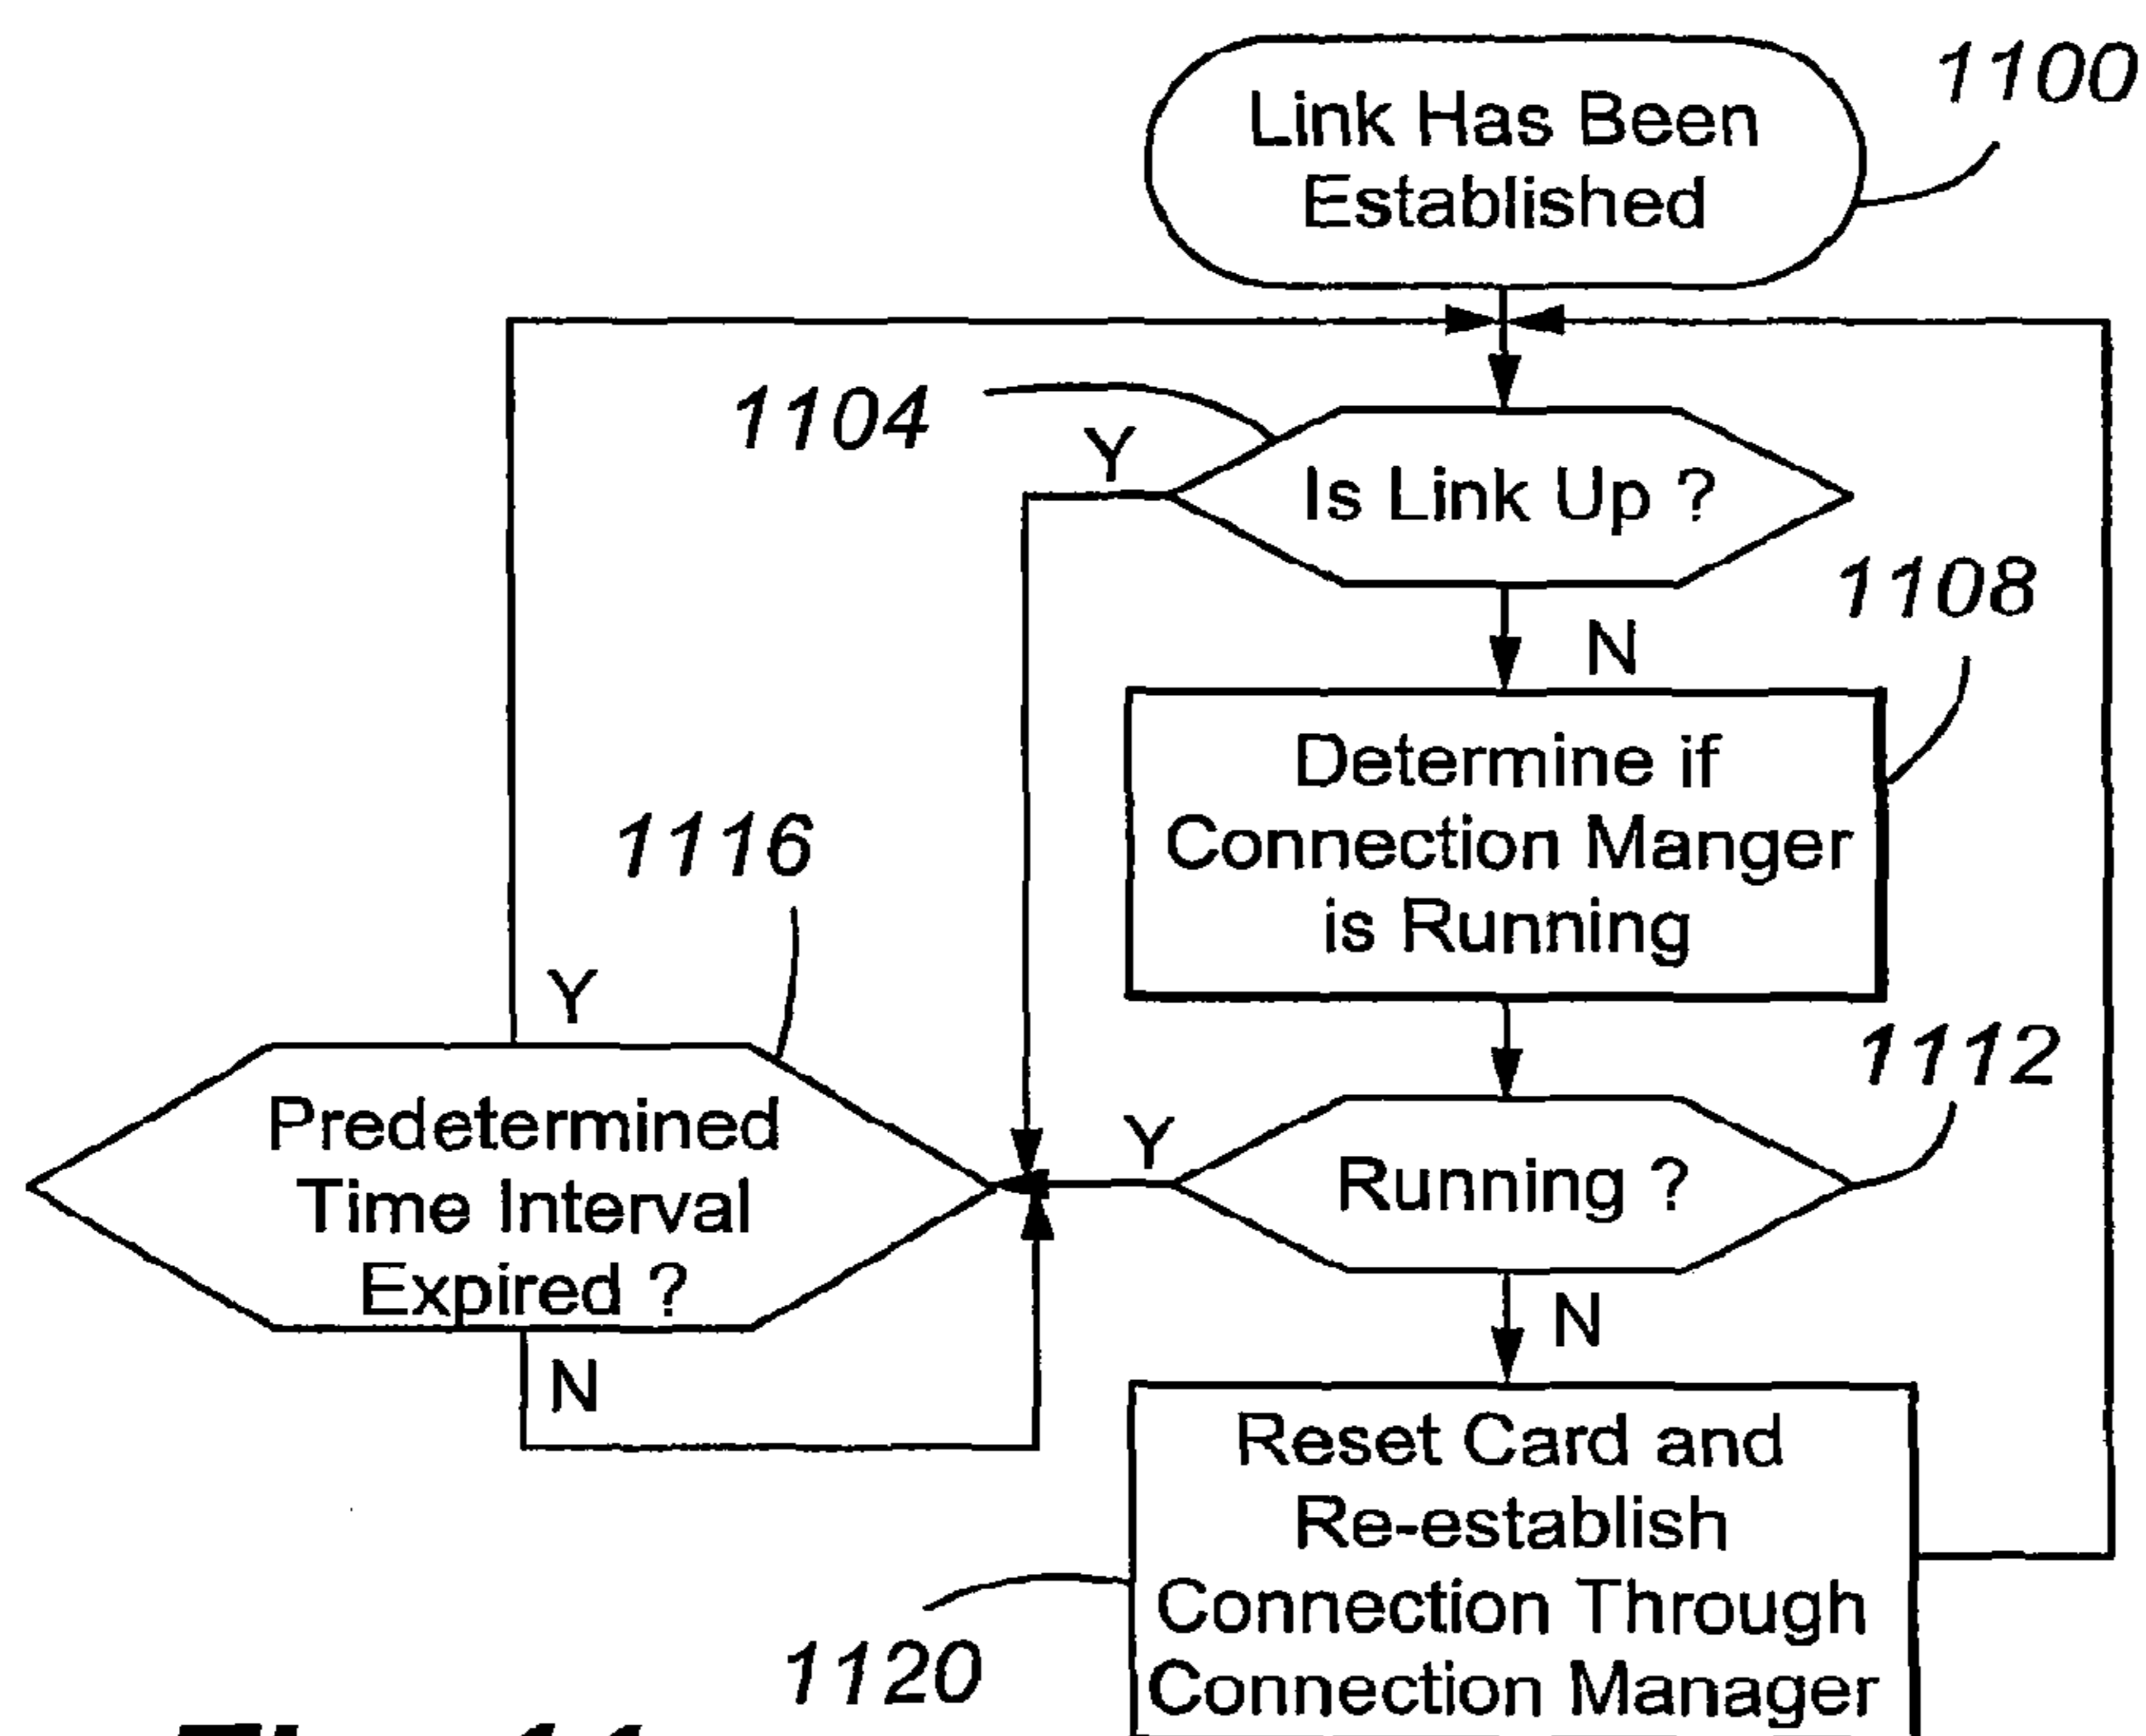 Link Has Been
Established
1100
1104
Y
Is Link Up ?
1108
N
Determine if
Connection Manger
is Running
1116
Y
1112
Predetermined
Time Interval
Expired ?
Y
Running ?
N
N
Reset Card and
Re-establish
Connection Through
Connection Manager
1120